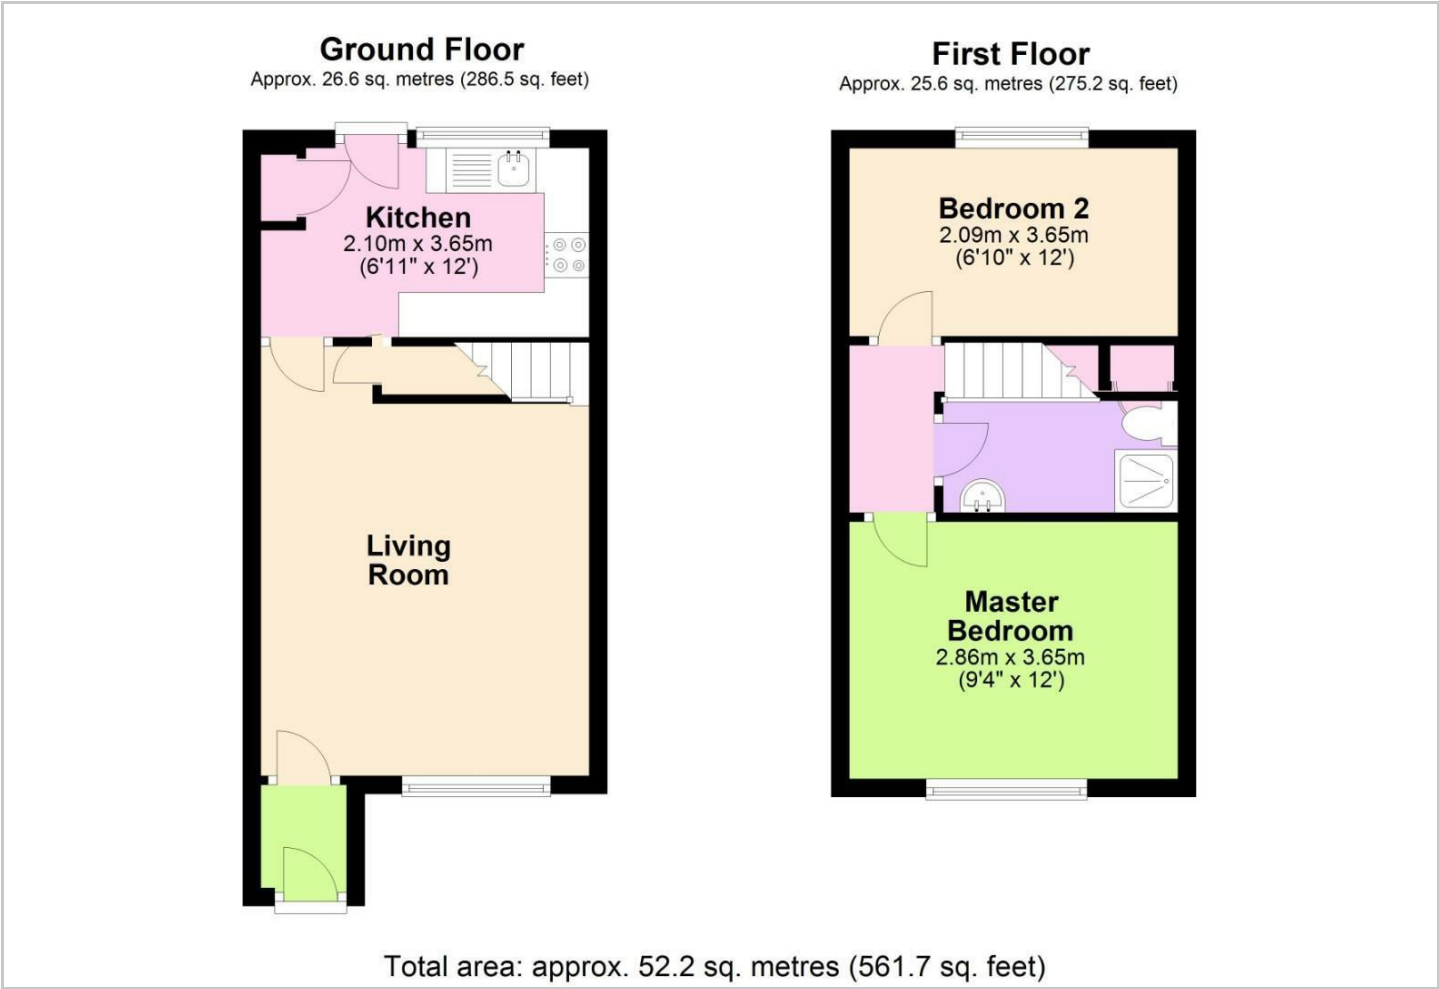 Ground Floor
Approx. 26.6 sq. metres (286.5 sq. feet)
Kitchen
2.10m x 3.65m
(6'11" x 12')
Living
Room
First Floor
Approx. 25.6 sq. metres (275.2 sq. feet)
Bedroom 2
2.09m x 3.65m
(6'10" x 12')
Master
Bedroom
2.86m x 3.65m
(9'4" x 12')
Total area: approx. 52.2 sq. metres (561.7 sq. feet)